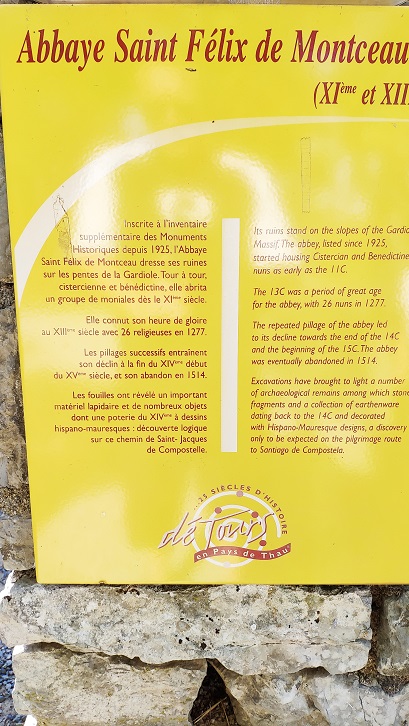 Abbaye Saint Félix de Montceau
(XIème et XII
Inscrite à l'inventaire
supplémentaire des Monuments
Historiques depuis 1925, l'Abbaye
Saint Félix de Montceau dresse ses ruines
sur les pentes de la Gardiole. Tour à tour,
cistercienne et bénédictine, elle abrita
un groupe de moniales dès le XIème siècle.
Elle connut son heure de gloire
au XIIIème siècle avec 26 religieuses en 1277.
Les pillages successifs entraînent
son déclin à la fin du XIVème début
du XVème siècle, et son abandon en 1514.
Les fouilles ont révélé un important
matériel lapidaire et de nombreux objets
dont une poterie du XIVème à dessins
hispano-mauresques : découverte logique
sur ce chemin de Saint- Jacques
de Compostelle.
Its ruins stand on the slopes of the Gardio
Massif. The abbey, listed since 1925,
started housing Cistercian and Benedictine
nuns as early as the 11C.
The 13C was a period of great age
for the abbey, with 26 nuns in 1277.
The repeated pillage of the abbey led
to its decline towards the end of the 14C
and the beginning of the 15C. The abbey
was eventually abandoned in 1514.
Excavations have brought to light a number
of archaeological remains among which stone
fragments and a collection of earthenware
dating back to the 14C and decorated
with Hispano-Mauresque designs, a discovery
only to be expected on the pilgrimage route
to Santiago de Compostela.
25 SIECLES D'HISTOIRE
déTours
en Pays de Thau